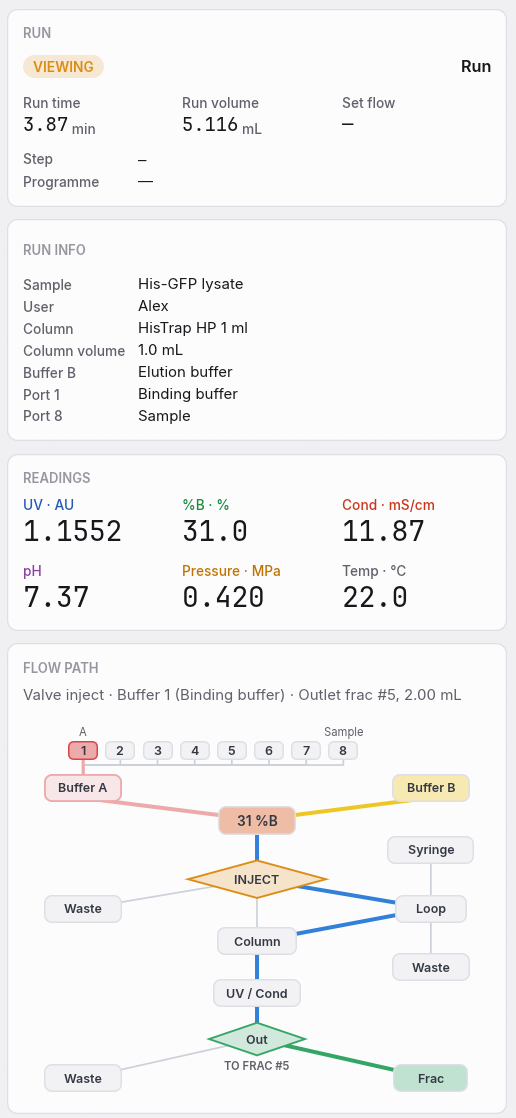 RUN
VIEWING Run
Run time Run volume Set flow
3.87 min 5.116 mL —
Step —
Programme —
RUN INFO
Sample His-GFP lysate
User Alex
Column HisTrap HP 1 ml
Column volume 1.0 mL
Buffer B Elution buffer
Port 1 Binding buffer
Port 8 Sample
READINGS
UV · AU %B · % Cond · mS/cm
1.1552 31.0 11.87
pH Pressure · MPa Temp · °C
7.37 0.420 22.0
FLOW PATH
Valve inject · Buffer 1 (Binding buffer) · Outlet frac #5, 2.00 mL
A Sample
1 2 3 4 5 6 7 8
Buffer A Buffer B
31 %B
Syringe
INJECT
Waste Loop
Column
Waste
UV / Cond
Out
TO FRAC #5
Waste Frac